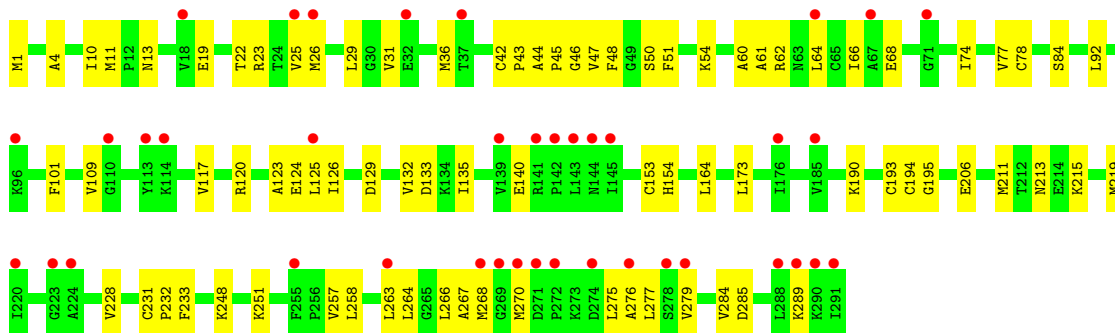 M1 A4 I10 M11 P12 N13 V18 E19 T22 R23 T24 V25 M26 L29 G30 V31 E32 M36 T37 C42 P43 A44 P45 G46 V47 F48 G49 S50 F51 K54 A60 A61 R62 N63 L64 C65 I66 A67 E68 G71 I74 V77 C78 S84 L92
K96 F101 V109 G110 Y113 K114 V117 R120 A123 E124 L125 I126 D129 V132 D133 K134 I135 V139 E140 R141 P142 L143 N144 I145 C153 H154 L164 L173 I176 V185 K190 C193 C194 G195 E206 M211 T212 N213 E214 K215 M219
I220 G223 A224 V228 C231 P232 F233 K248 K251 F255 P256 V257 L258 L263 L264 G265 L266 A267 M268 G269 M270 D271 P272 K273 D274 L275 A276 L277 S278 V279 V284 D285 L288 K289 K290 I291